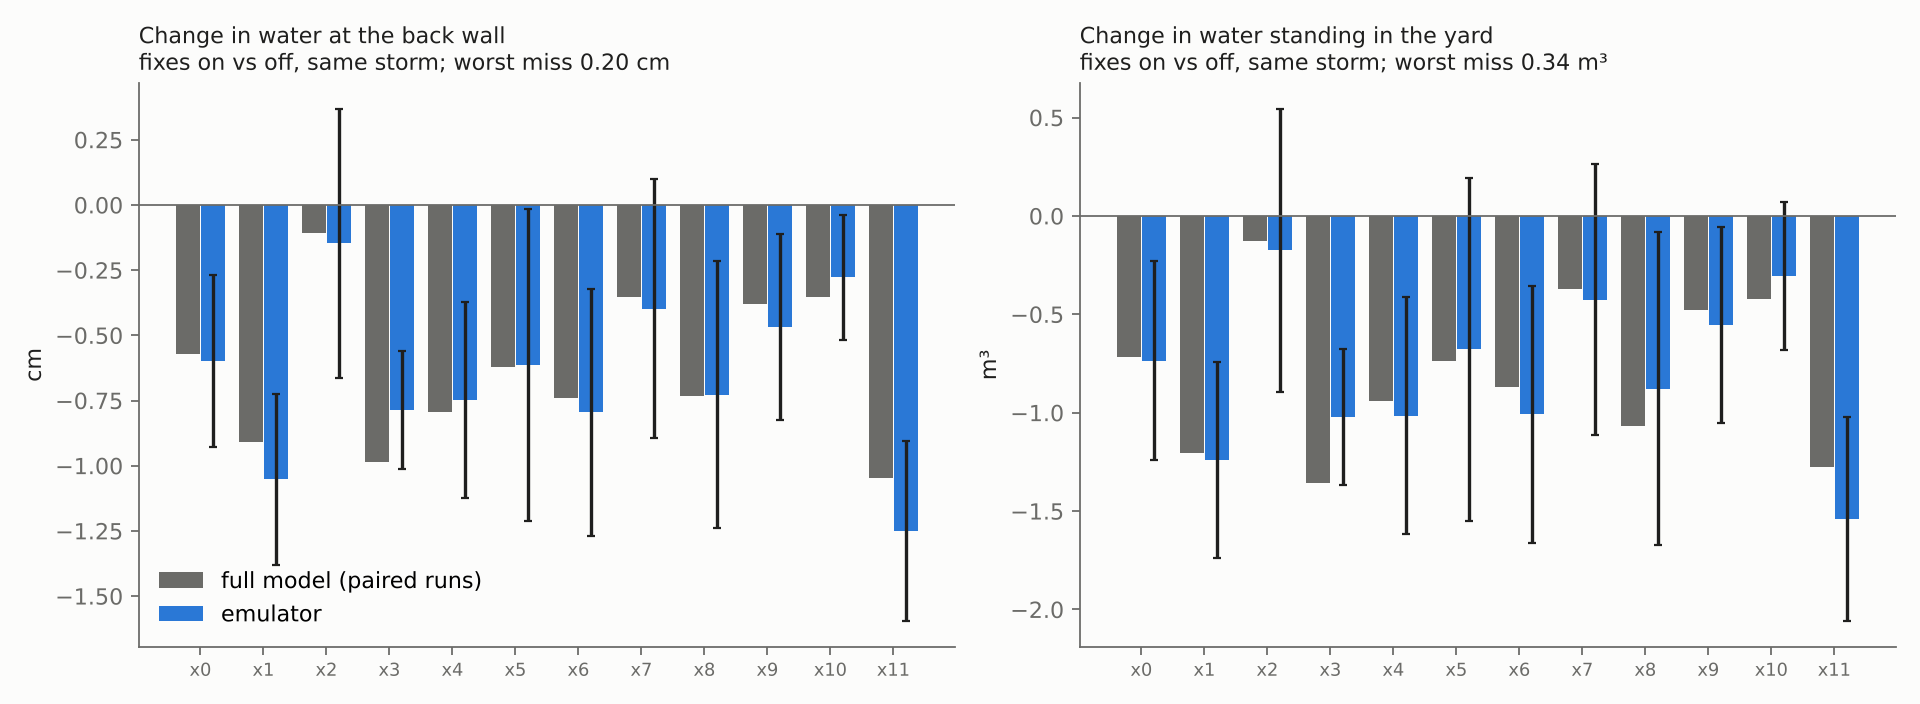 Change in water at the back wall
fixes on vs off, same storm; worst miss 0.20 cm
cm
0.25
0.00
−0.25
−0.50
−0.75
−1.00
−1.25
−1.50
full model (paired runs)
emulator
x0 x1 x2 x3 x4 x5 x6 x7 x8 x9 x10 x11
Change in water standing in the yard
fixes on vs off, same storm; worst miss 0.34 m³
m³
0.5
0.0
−0.5
−1.0
−1.5
−2.0
x0 x1 x2 x3 x4 x5 x6 x7 x8 x9 x10 x11